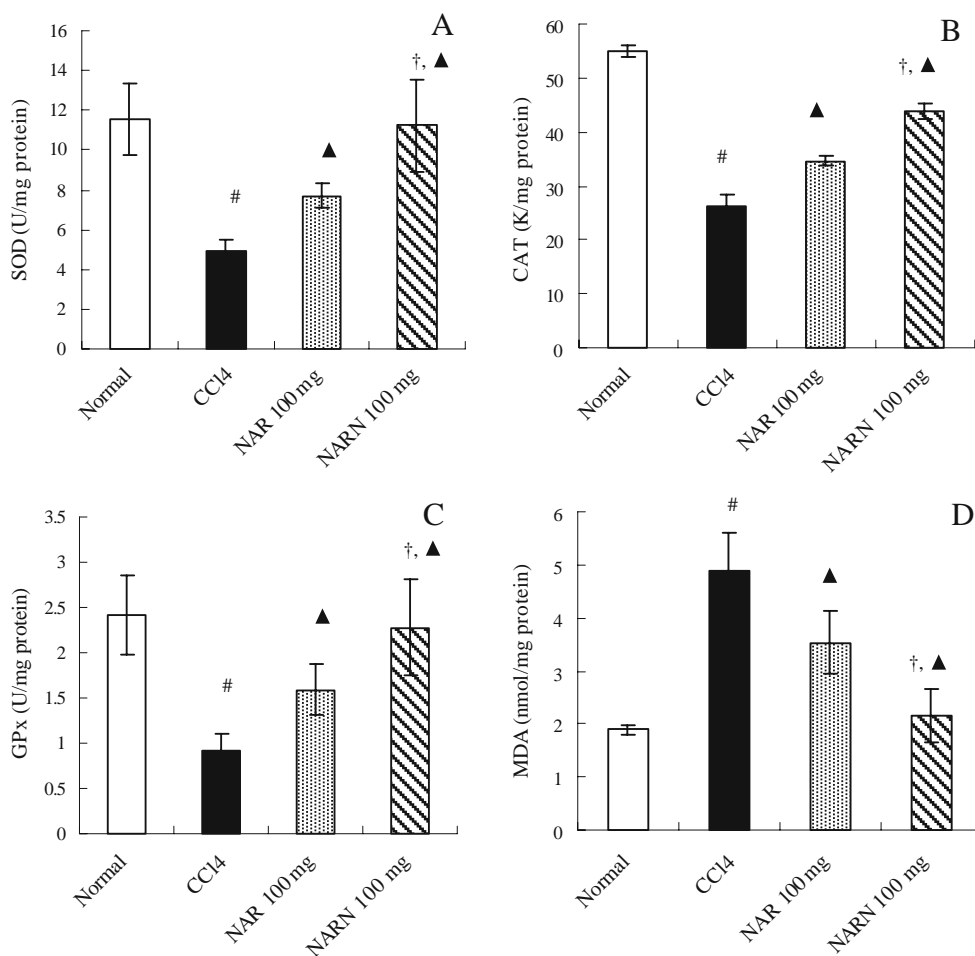 A
SOD (U/mg protein)
16
14
12
10
8
6
4
2
0
#
▲
†, ▲
Normal
CCl4
NAR 100 mg
NARN 100 mg
B
CAT (K/mg protein)
60
50
40
30
20
10
0
#
▲
†, ▲
Normal
CCl4
NAR 100 mg
NARN 100 mg
C
GPx (U/mg protein)
3.5
3
2.5
2
1.5
1
0.5
0
#
▲
†, ▲
Normal
CCl4
NAR 100 mg
NARN 100 mg
D
MDA (nmol/mg protein)
6
5
4
3
2
1
0
#
▲
†, ▲
Normal
CCl4
NAR 100 mg
NARN 100 mg